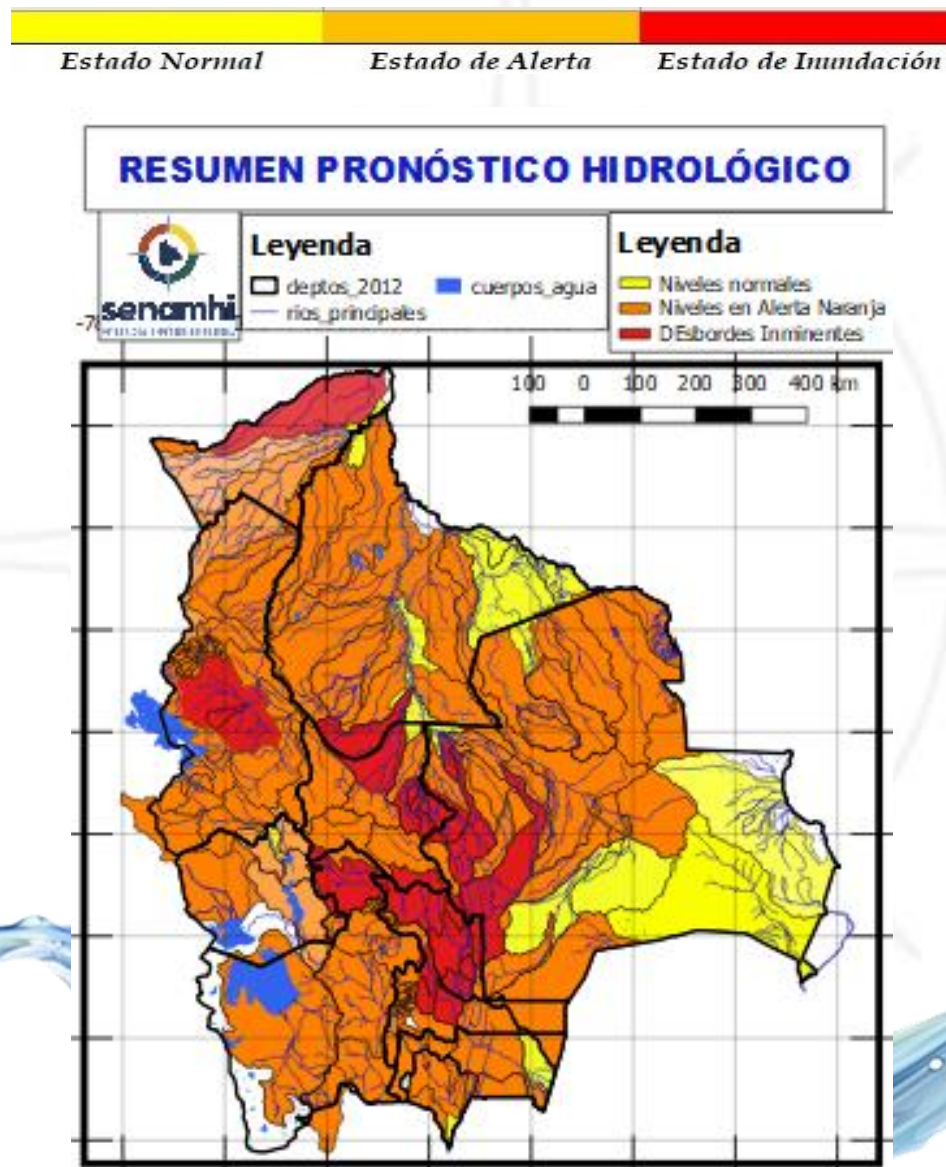 Estado Normal Estado de Alerta Estado de Inundación
RESUMEN PRONÓSTICO HIDROLÓGICO
senamhi
Leyenda
deptos_2012 cuerpos_agua
rios_principales
Leyenda
Niveles normales
Niveles en Alerta Naranja
DEsbordes Inminentes
100 0 100 200 300 400 km